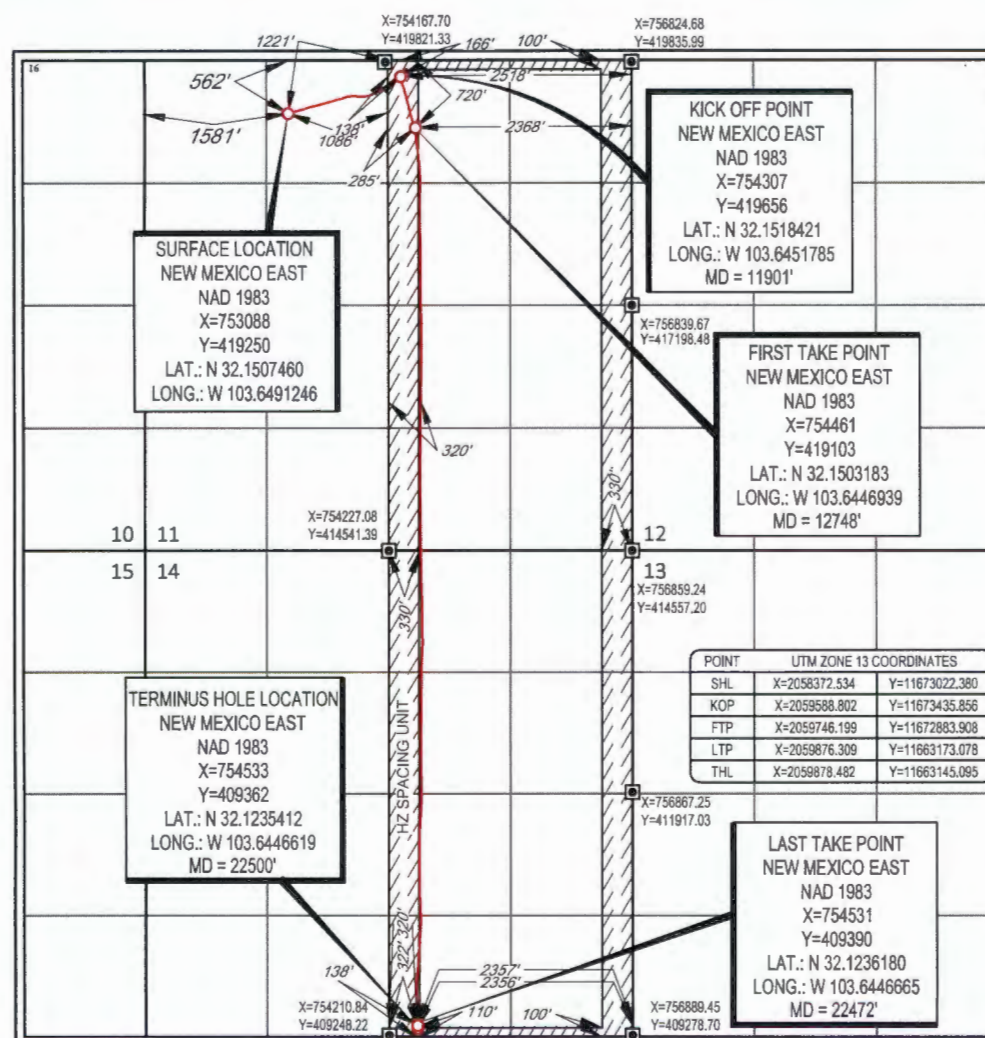 X=754167.70
Y=419821.33
X=756824.68
Y=419835.99
1221'
166'
100'
16
562'
2518'
720'
138'
1086'
1581'
2368'
285'
KICK OFF POINT
NEW MEXICO EAST
NAD 1983
X=754307
Y=419656
LAT.: N 32.1518421
LONG.: W 103.6451785
MD = 11901'
SURFACE LOCATION
NEW MEXICO EAST
NAD 1983
X=753088
Y=419250
LAT.: N 32.1507460
LONG.: W 103.6491246
X=756839.67
Y=417198.48
FIRST TAKE POINT
NEW MEXICO EAST
NAD 1983
X=754461
Y=419103
LAT.: N 32.1503183
LONG.: W 103.6446939
MD = 12748'
320'
330'
X=754227.08
Y=414541.39
10 11
12
15 14
13
X=756859.24
Y=414557.20
330'
POINT UTM ZONE 13 COORDINATES
SHL X=2058372.534 Y=11673022.380
KOP X=2059588.802 Y=11673435.856
FTP X=2059746.199 Y=11672883.908
LTP X=2059876.309 Y=11663173.078
THL X=2059878.482 Y=11663145.095
HZ SPACING UNIT
TERMINUS HOLE LOCATION
NEW MEXICO EAST
NAD 1983
X=754533
Y=409362
LAT.: N 32.1235412
LONG.: W 103.6446619
MD = 22500'
X=756867.25
Y=411917.03
LAST TAKE POINT
NEW MEXICO EAST
NAD 1983
X=754531
Y=409390
LAT.: N 32.1236180
LONG.: W 103.6446665
MD = 22472'
322' 320'
138'
2357'
2356'
X=754210.84
Y=409248.22
110'
100'
X=756889.45
Y=409278.70